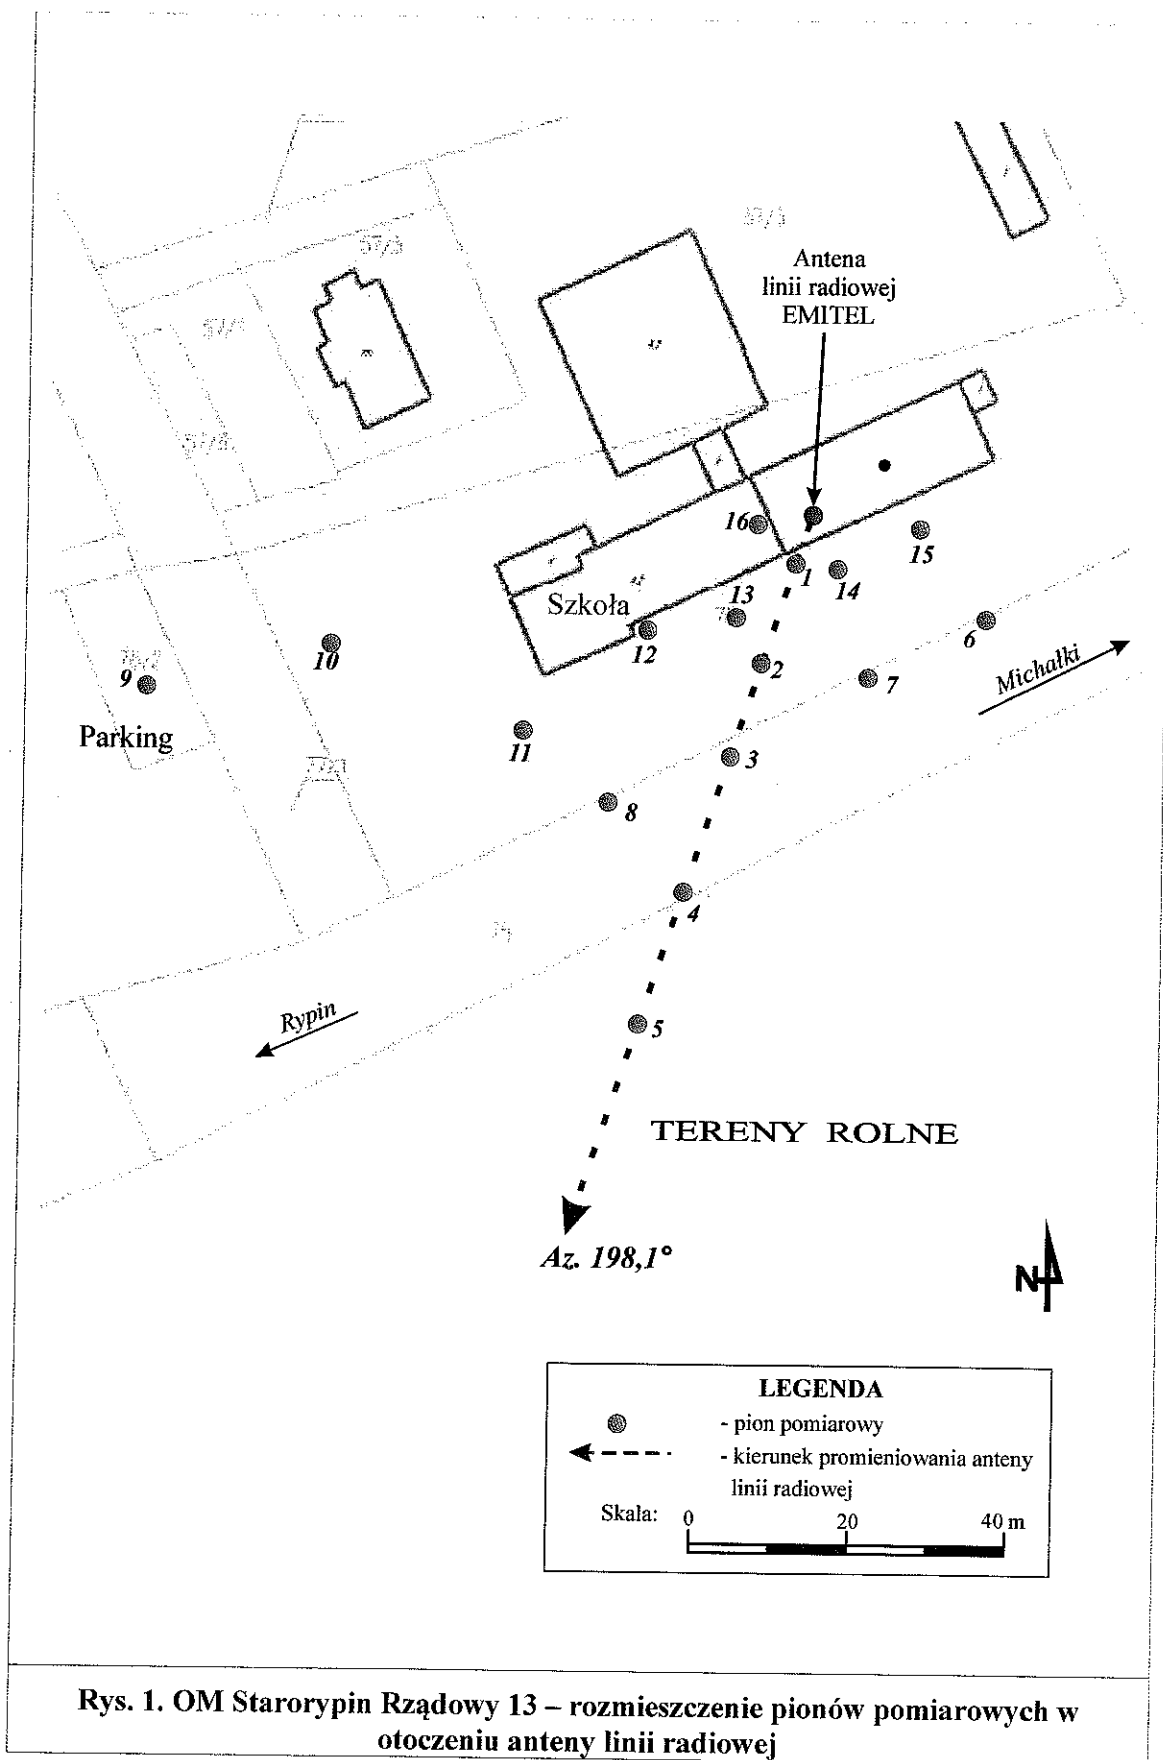 57/3
Antena
linii radiowej
EMITEL
16
15
1
14
13
Szkoła
12
6
10
2
7
Michałki
9
Parking
11
3
8
4
Rypin
5
TERENY ROLNE
Az. 198,1°
N
LEGENDA
- pion pomiarowy
- kierunek promieniowania anteny
linii radiowej
Skala: 0 20 40 m
Rys. 1. OM Starorypin Rządowy 13 – rozmieszczenie pionów pomiarowych w
otoczeniu anteny linii radiowej